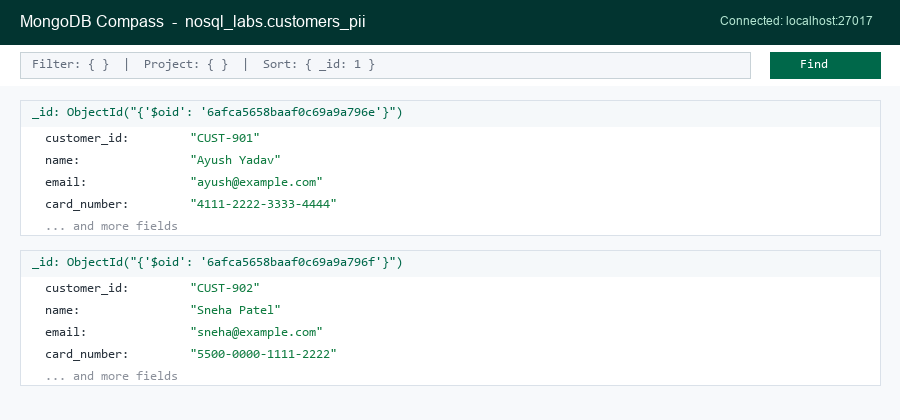 MongoDB Compass - nosql_labs.customers_pii
Connected: localhost:27017
Filter: { } | Project: { } | Sort: { _id: 1 }
Find
_id: ObjectId("{'$oid': '6afca5658baaf0c69a9a796e'}")
customer_id: "CUST-901"
name: "Ayush Yadav"
email: "ayush@example.com"
card_number: "4111-2222-3333-4444"
... and more fields
_id: ObjectId("{'$oid': '6afca5658baaf0c69a9a796f'}")
customer_id: "CUST-902"
name: "Sneha Patel"
email: "sneha@example.com"
card_number: "5500-0000-1111-2222"
... and more fields